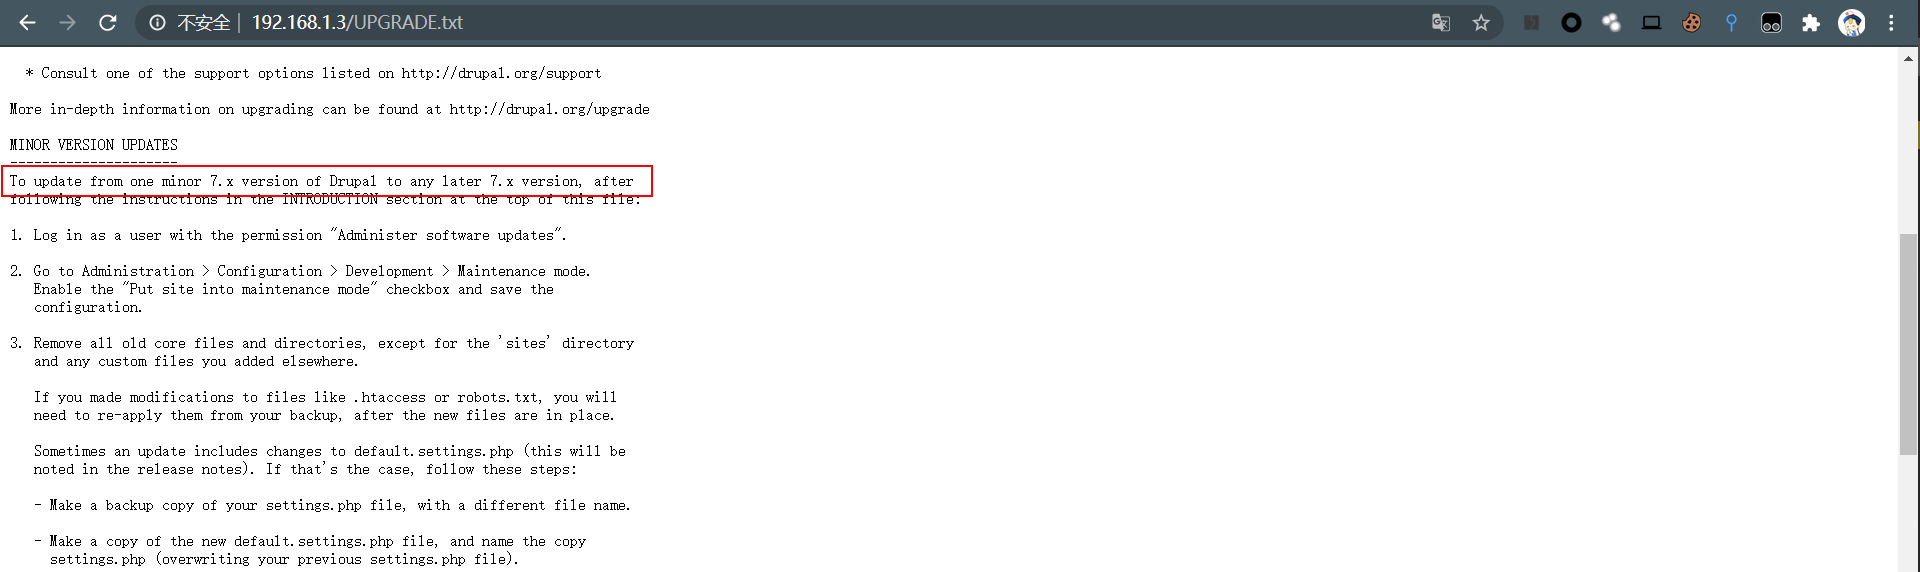 不安全 | 192.168.1.3/UPGRADE.txt
* Consult one of the support options listed on http://drupal.org/support
More in-depth information on upgrading can be found at http://drupal.org/upgrade
MINOR VERSION UPDATES
---------------------
To update from one minor 7.x version of Drupal to any later 7.x version, after
following the instructions in the INTRODUCTION section at the top of this file:
1. Log in as a user with the permission "Administer software updates".
2. Go to Administration > Configuration > Development > Maintenance mode.
Enable the "Put site into maintenance mode" checkbox and save the
configuration.
3. Remove all old core files and directories, except for the 'sites' directory
and any custom files you added elsewhere.
If you made modifications to files like .htaccess or robots.txt, you will
need to re-apply them from your backup, after the new files are in place.
Sometimes an update includes changes to default.settings.php (this will be
noted in the release notes). If that's the case, follow these steps:
- Make a backup copy of your settings.php file, with a different file name.
- Make a copy of the new default.settings.php file, and name the copy
settings.php (overwriting your previous settings.php file).